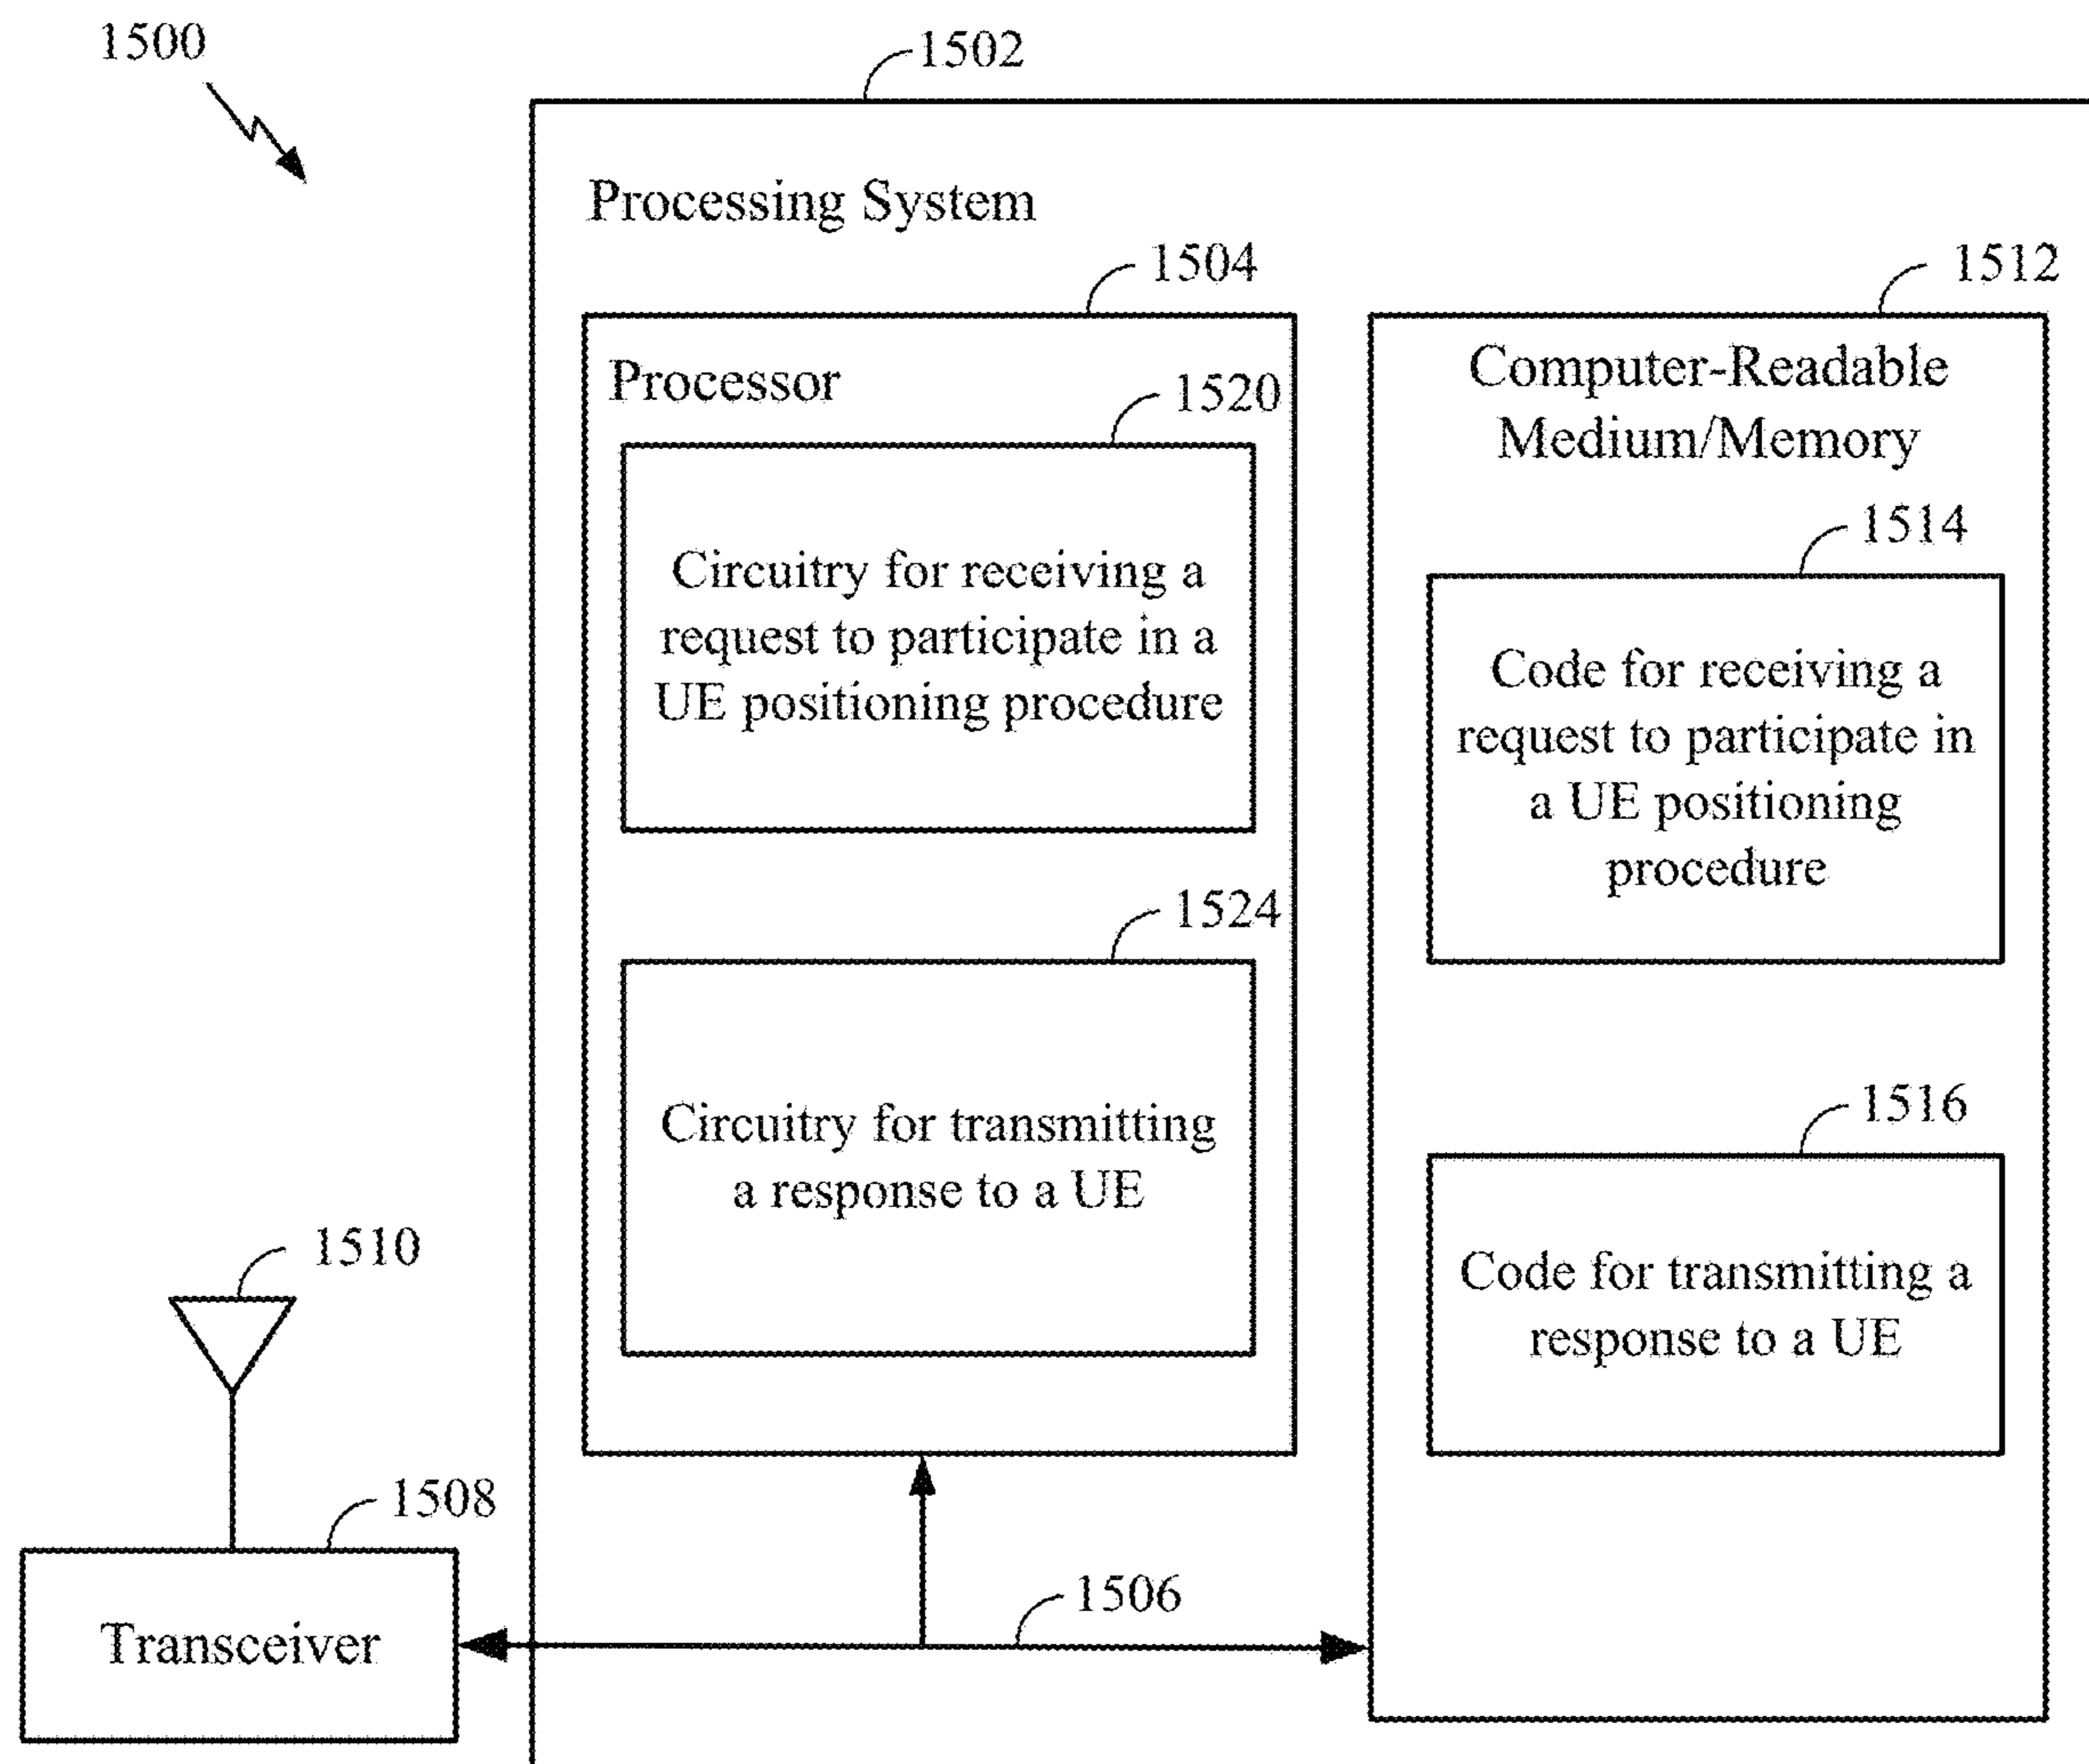 1500
1502
Processing System
1504
Processor
1520
Circuitry for receiving a
request to participate in a
UE positioning procedure
1524
Circuitry for transmitting
a response to a UE
1512
Computer-Readable
Medium/Memory
1514
Code for receiving a
request to participate in
a UE positioning
procedure
1516
Code for transmitting a
response to a UE
1510
1508
Transceiver
1506